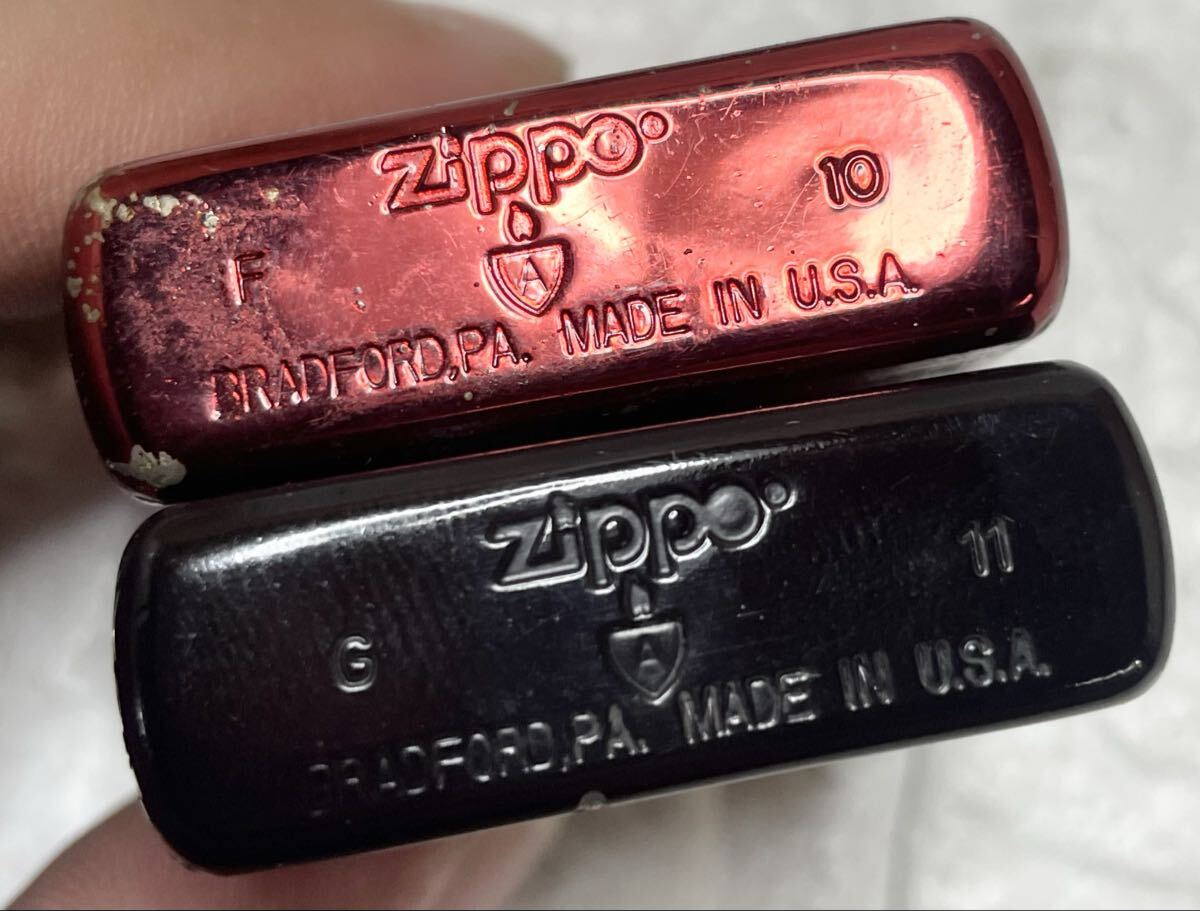 Zippo
F 10
A
BRADFORD,PA. MADE IN U.S.A.
Zippo
G 11
A
BRADFORD,PA. MADE IN U.S.A.